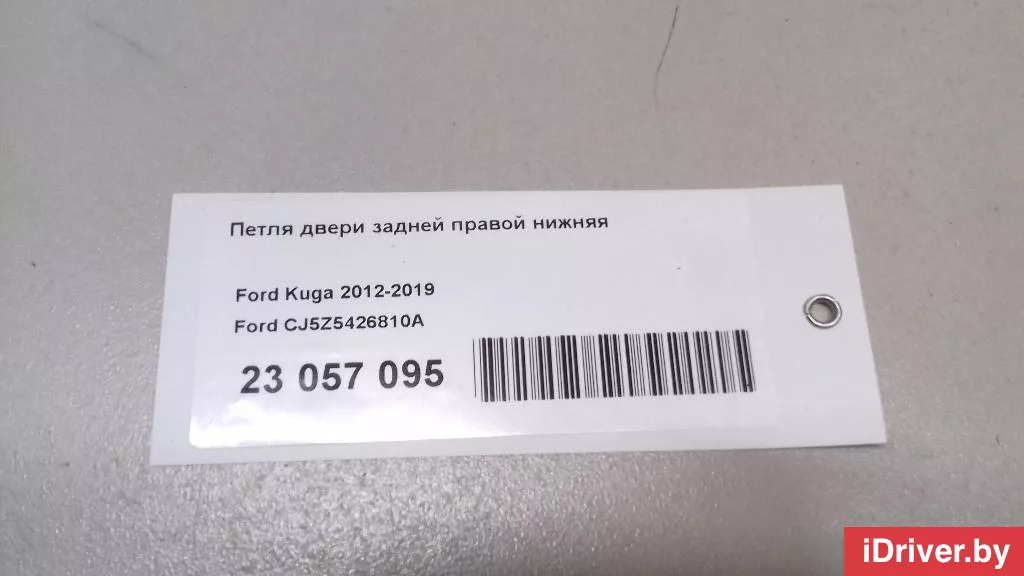 Петля двери задней правой нижняя
Ford Kuga 2012-2019
Ford CJ5Z5426810A
23 057 095
iDriver.by